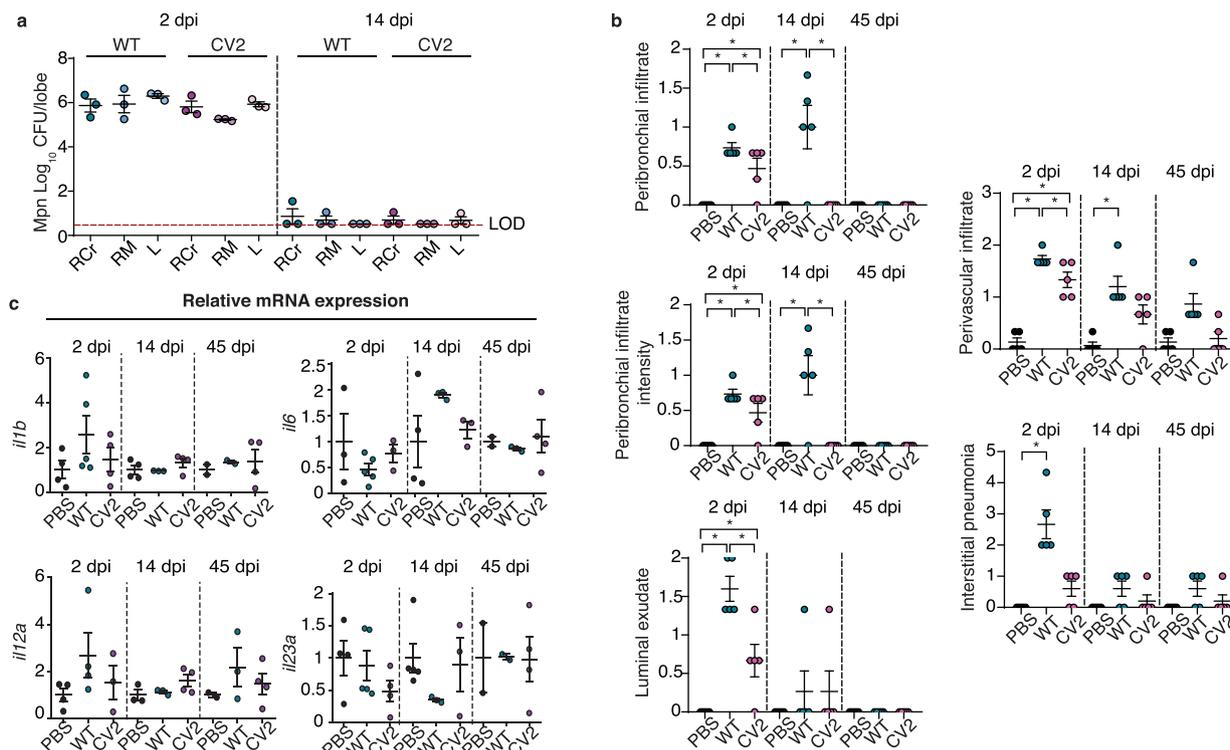 a
2 dpi
14 dpi
WT
CV2
WT
CV2
Mpn Log10 CFU/lobe
8
6
4
2
0
LOD
RCr
RM
L
RCr
RM
L
RCr
RM
L
RCr
RM
L
b
2 dpi
14 dpi
45 dpi
Peribronchial infiltrate
2
1.5
1
0.5
0
* * * * *
PBS
WT
CV2
PBS
WT
CV2
PBS
WT
CV2
2 dpi
14 dpi
45 dpi
Peribronchial infiltrate
intensity
2
1.5
1
0.5
0
* * * * *
PBS
WT
CV2
PBS
WT
CV2
PBS
WT
CV2
2 dpi
14 dpi
45 dpi
Luminal exudate
2
1.5
1
0.5
0
* * *
PBS
WT
CV2
PBS
WT
CV2
PBS
WT
CV2
2 dpi
14 dpi
45 dpi
Perivascular infiltrate
3
2
1
0
* * * *
PBS
WT
CV2
PBS
WT
CV2
PBS
WT
CV2
2 dpi
14 dpi
45 dpi
Interstitial pneumonia
5
4
3
2
1
0
*
PBS
WT
CV2
PBS
WT
CV2
PBS
WT
CV2
c
Relative mRNA expression
2 dpi
14 dpi
45 dpi
il1b
6
4
2
0
PBS
WT
CV2
PBS
WT
CV2
PBS
WT
CV2
2 dpi
14 dpi
45 dpi
il6
2.5
2
1.5
1
0.5
0
PBS
WT
CV2
PBS
WT
CV2
PBS
WT
CV2
2 dpi
14 dpi
45 dpi
il12a
6
4
2
0
PBS
WT
CV2
PBS
WT
CV2
PBS
WT
CV2
2 dpi
14 dpi
45 dpi
il23a
2
1.5
1
0.5
0
PBS
WT
CV2
PBS
WT
CV2
PBS
WT
CV2